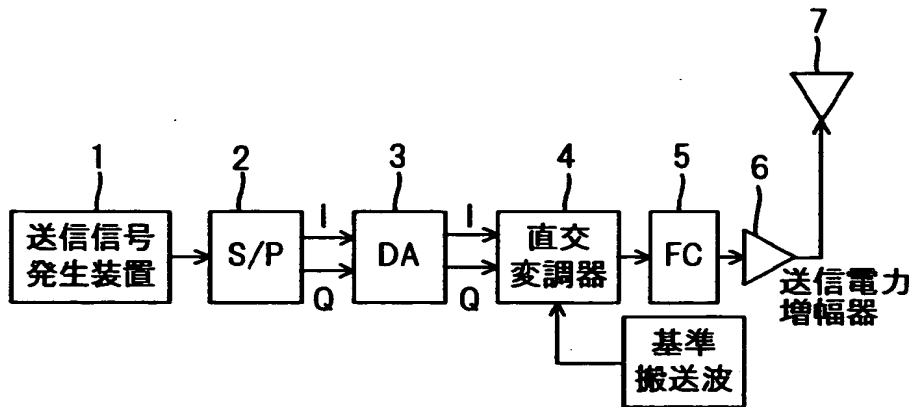 7
1
2
3
4
5
6
送信信号
発生装置
S/P
I
Q
DA
I
Q
直交
変調器
FC
送信電力
増幅器
基準
搬送波